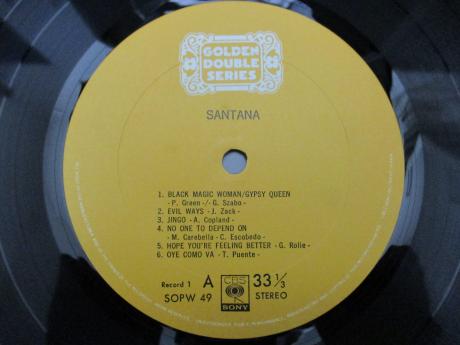 GOLDEN
DOUBLE
SERIES
SANTANA
1. BLACK MAGIC WOMAN/GYPSY QUEEN
-P. Green-/-G. Szabo-
2. EVIL WAYS -J. Zack-
3. JINGO -A. Copland-
4. NO ONE TO DEPEND ON
-M. Carebella-C. Escobedo-
5. HOPE YOU'RE FEELING BETTER -G. Rolie-
6. OYE COMO VA -T. Puente-
Record 1 A CBS 33 1/3
SOPW 49 SONY STEREO